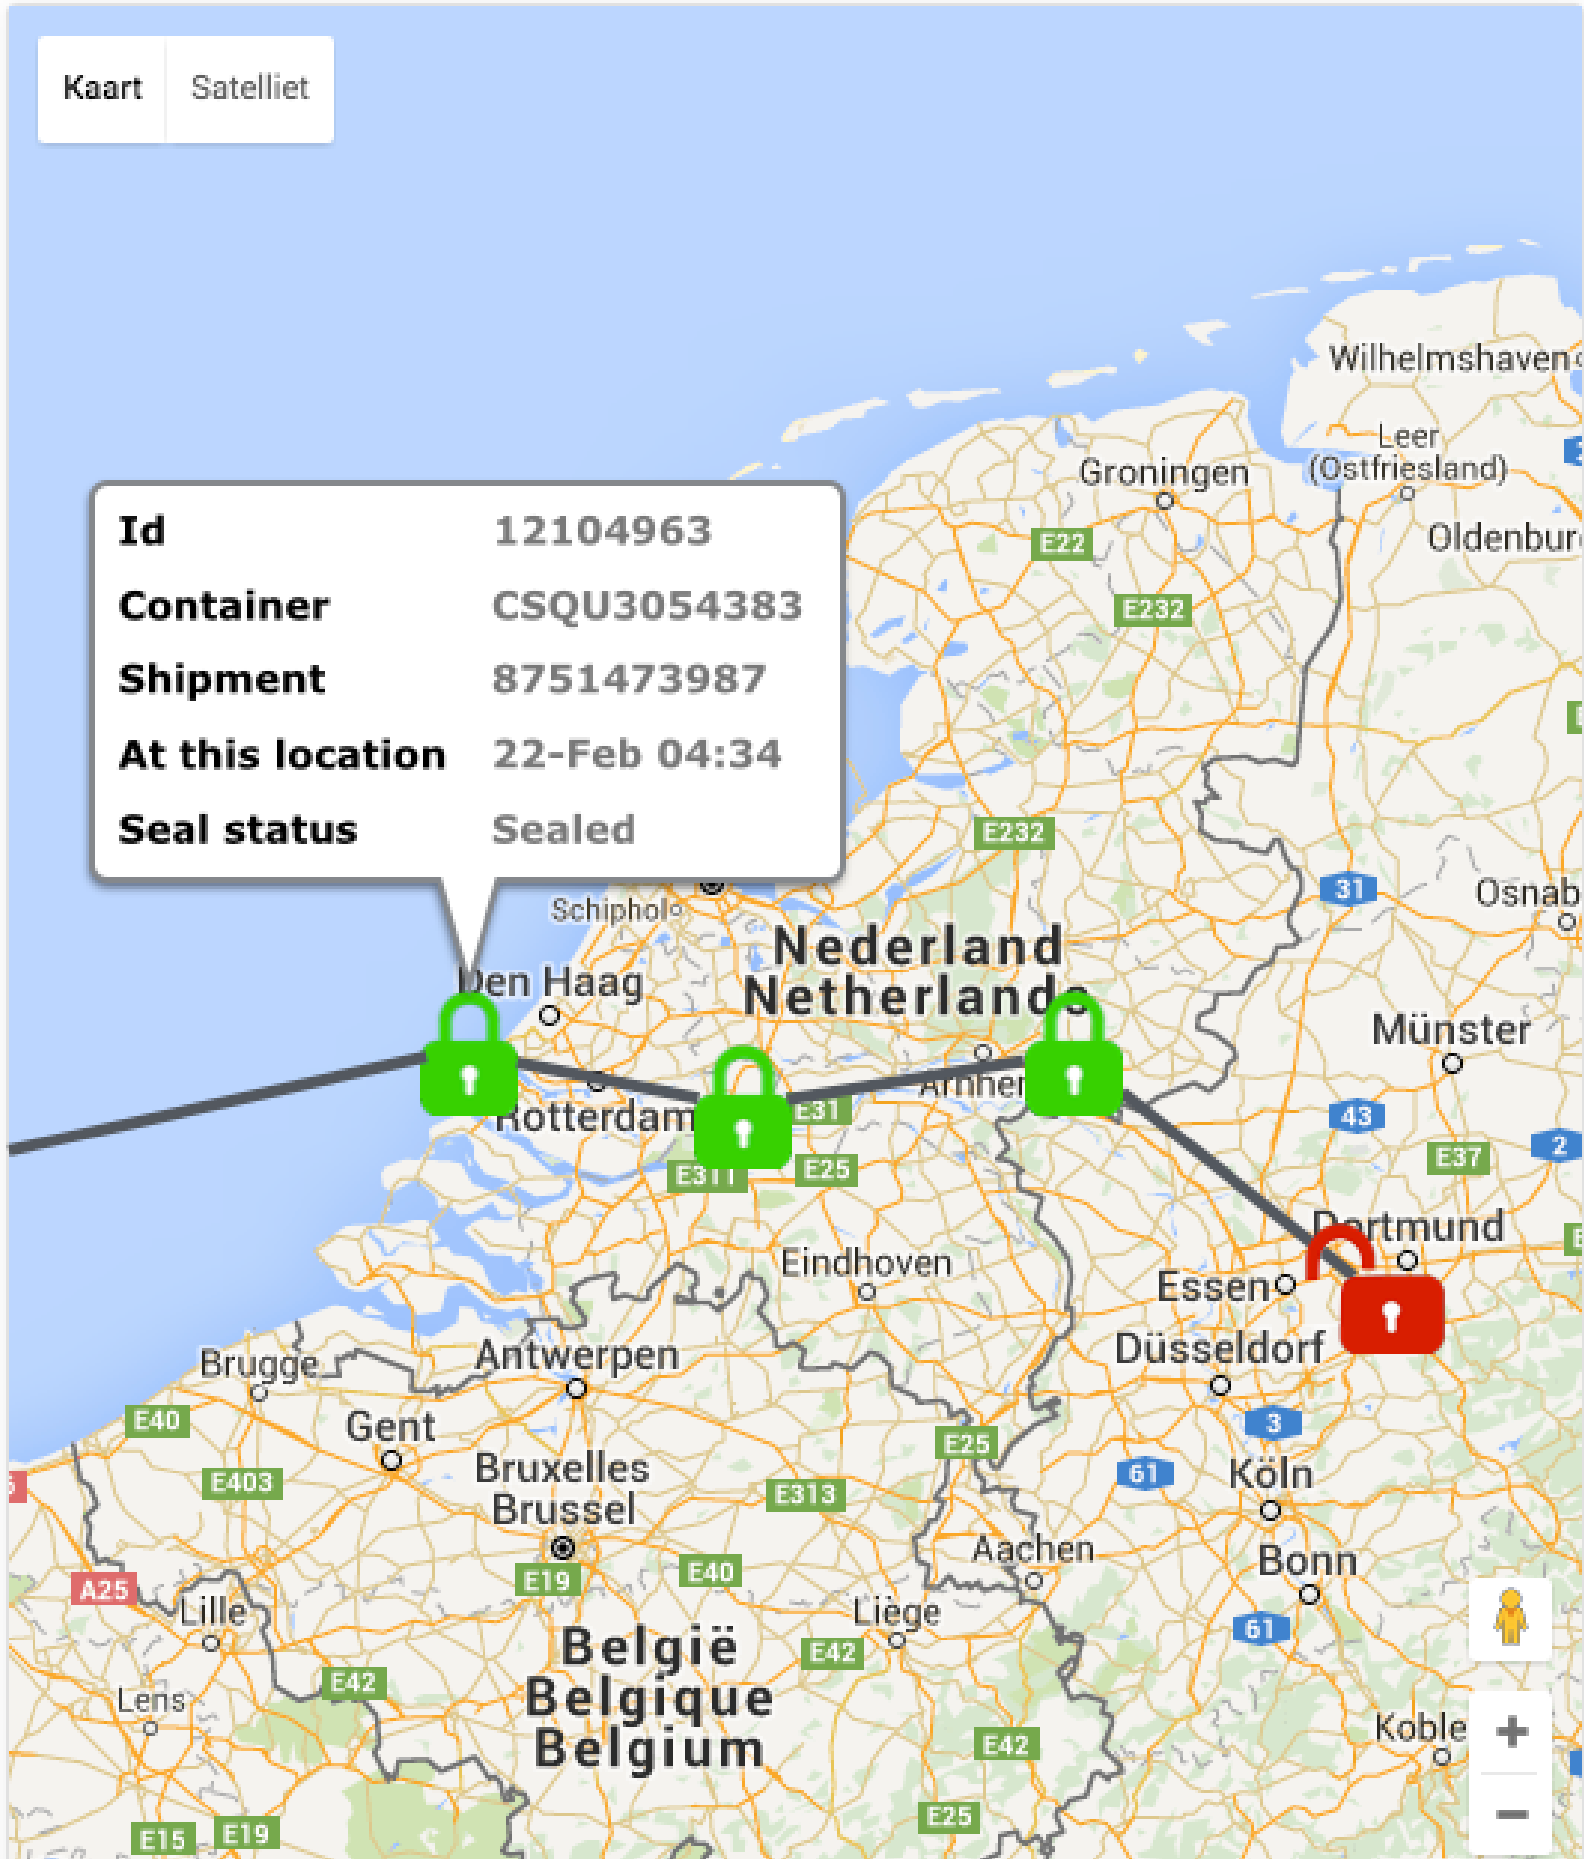 Kaart Satelliet
Wilhelmshaven
Leer
(Ostfriesland)
Groningen
Oldenbur
E22
E232
Id 12104963
Container CSQU3054383
Shipment 8751473987
At this location 22-Feb 04:34
Seal status Sealed
E232
31
Osnab
Schiphol
Nederland
Netherlands
Den Haag
Münster
Arnhem
Rotterdam
E31
43
2
E311
E25
E37
Dortmund
Eindhoven
Essen
Düsseldorf
Brugge
Antwerpen
E40
Gent
3
E25
Bruxelles
Brussel
61
Köln
E403
E313
Aachen
Bonn
E19
E40
A25
Lille
Liège
61
België
Belgique
Belgium
E42
E42
Lens
Koble
+
E42
−
E25
E15
E19